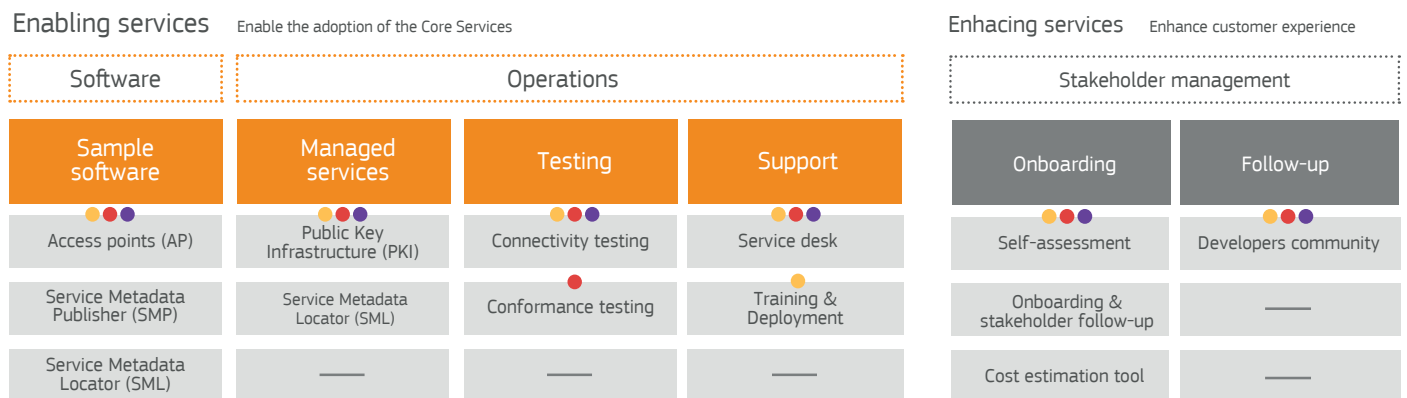 Enabling services Enable the adoption of the Core Services
Enhacing services Enhance customer experience
Software
Operations
Stakeholder management
Sample
software
Managed
services
Testing
Support
Onboarding
Follow-up
Access points (AP)
Public Key
Infrastructure (PKI)
Connectivity testing
Service desk
Self-assessment
Developers community
Service Metadata
Publisher (SMP)
Service Metadata
Locator (SML)
Conformance testing
Training &
Deployment
Onboarding &
stakeholder follow-up
Service Metadata
Locator (SML)
Cost estimation tool